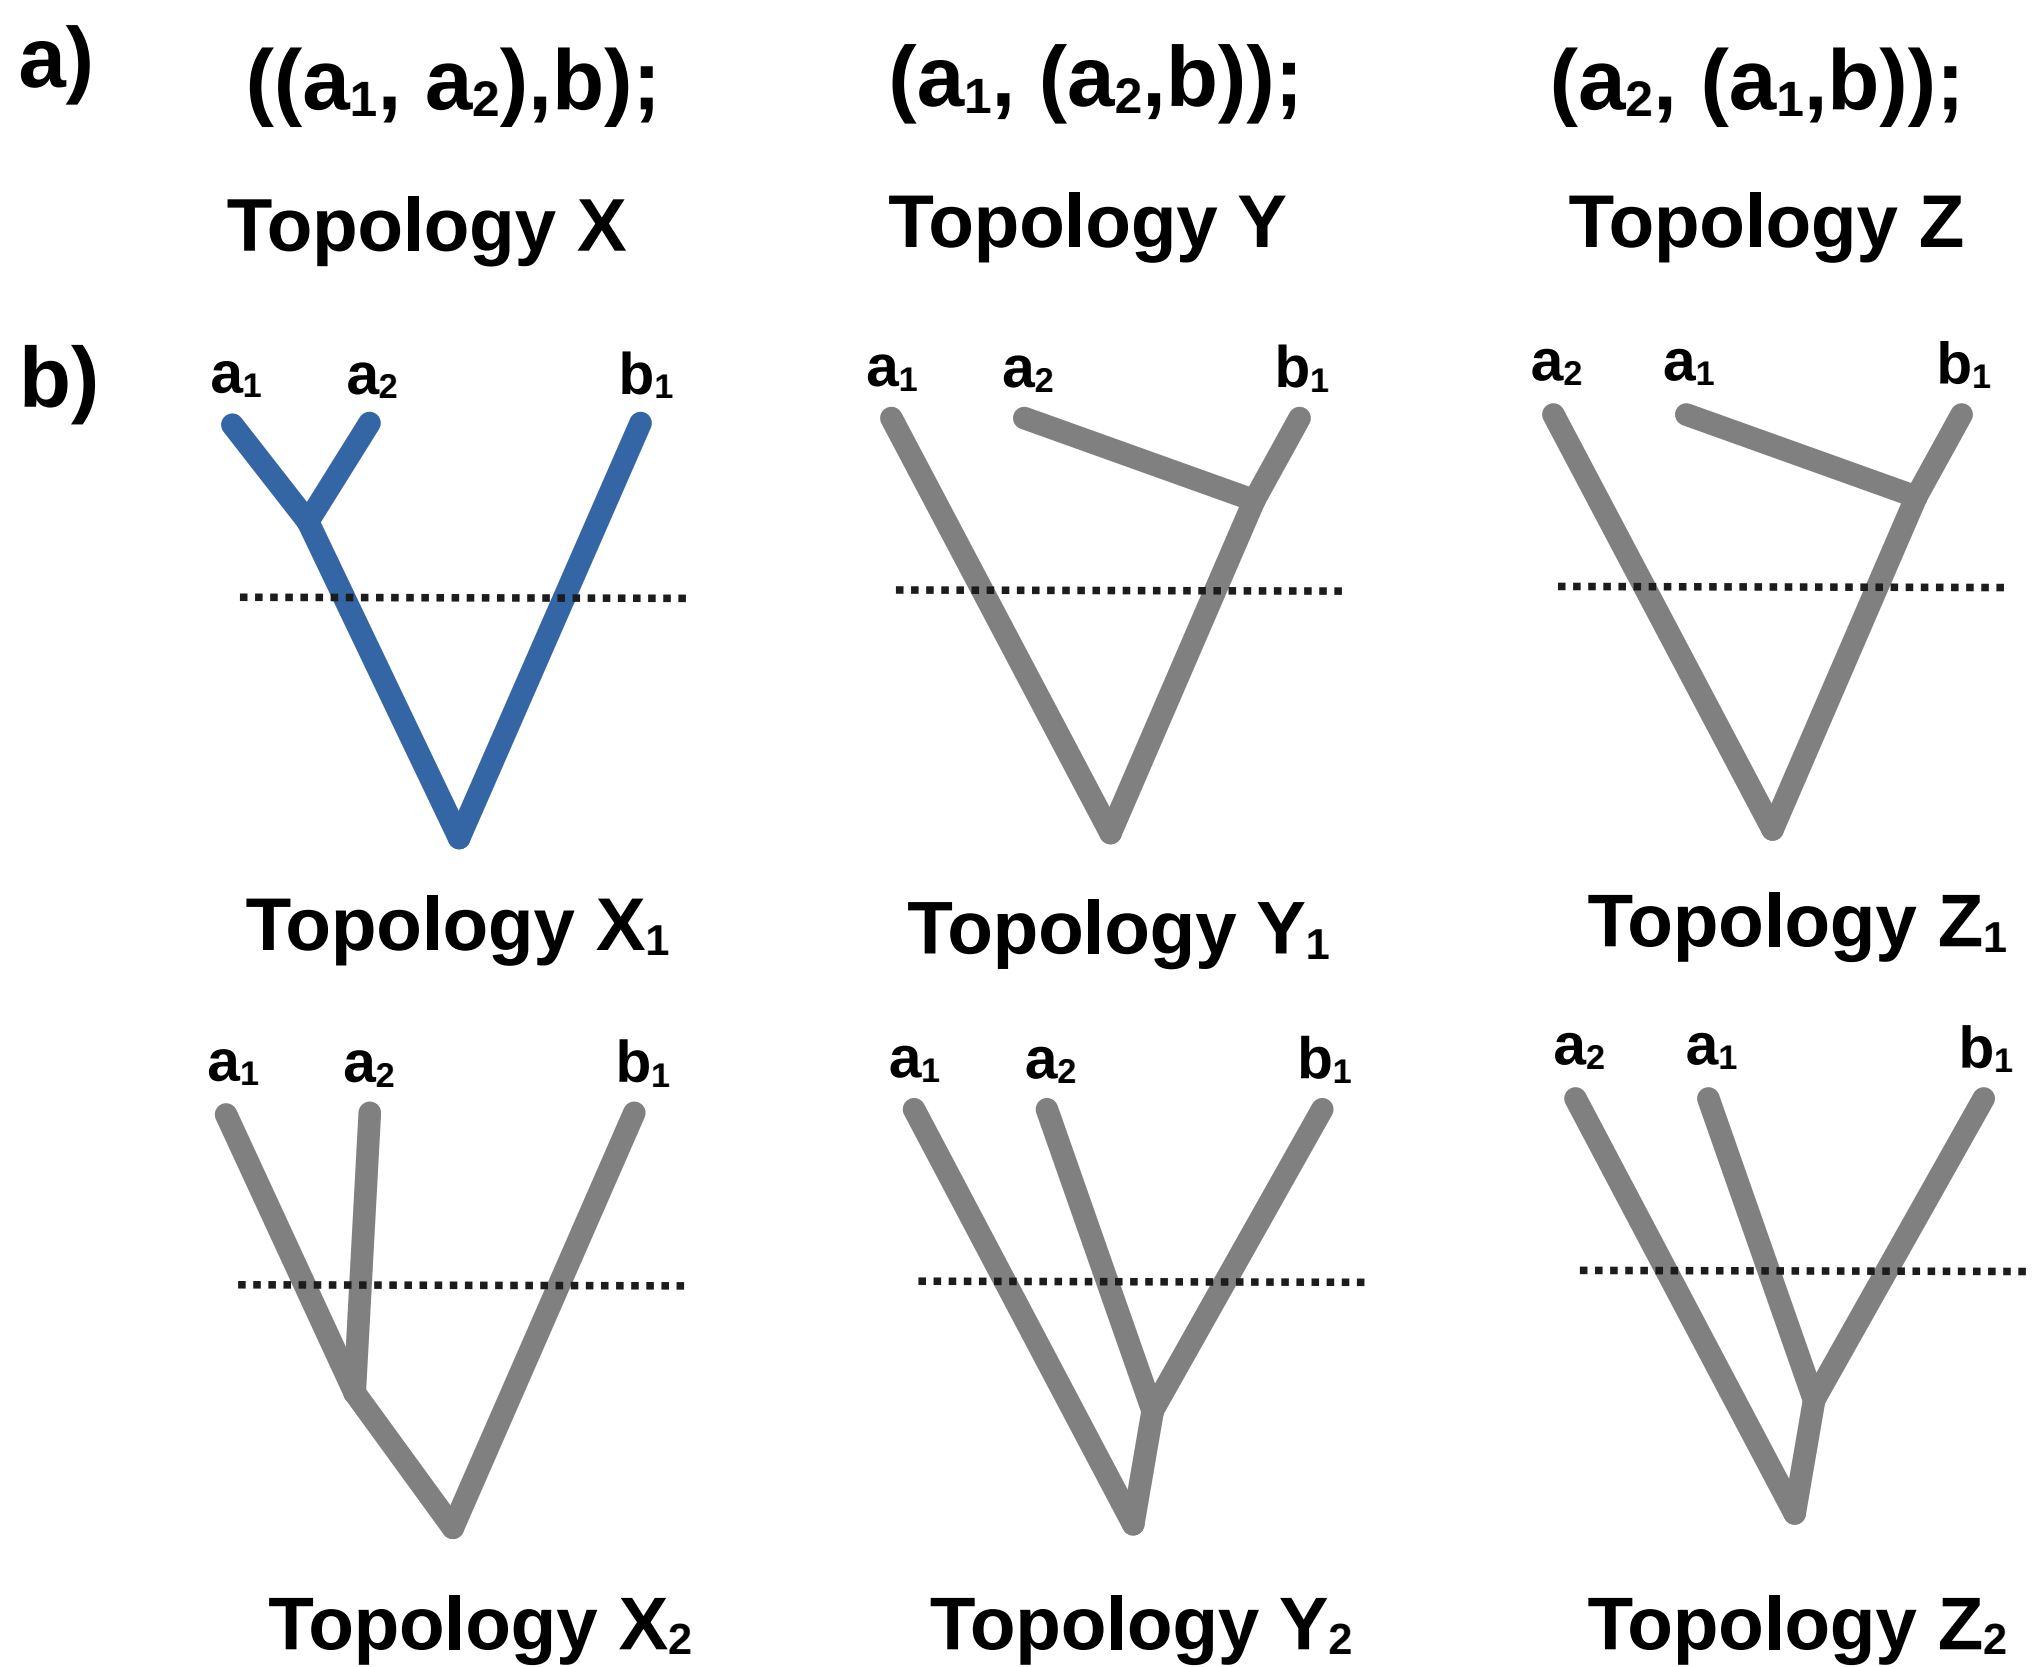 a) ((a₁, a₂),b); (a₁, (a₂,b)); (a₂, (a₁,b));
Topology X Topology Y Topology Z
b) a₁ a₂ b₁ a₁ a₂ b₁ a₂ a₁ b₁
Topology X₁ Topology Y₁ Topology Z₁
a₁ a₂ b₁ a₁ a₂ b₁ a₂ a₁ b₁
Topology X₂ Topology Y₂ Topology Z₂